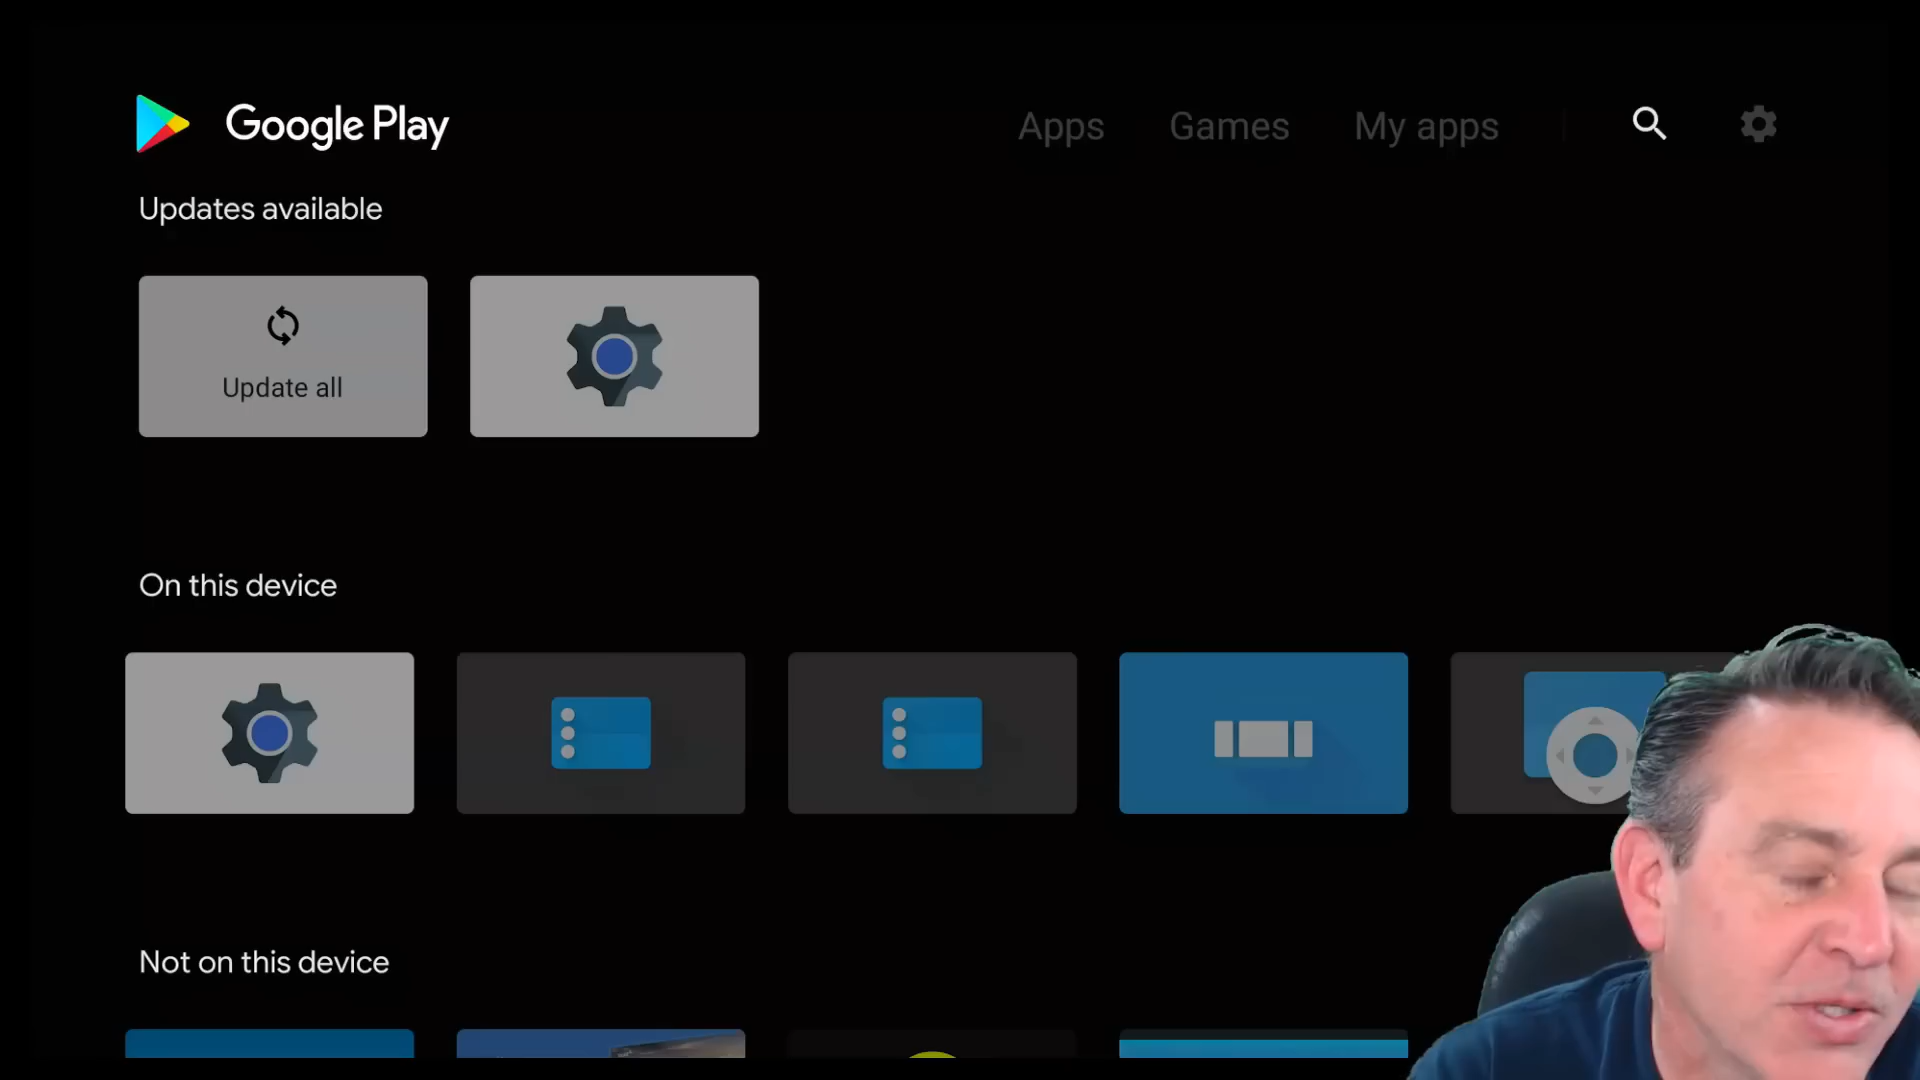 Google Play
Apps
Games
My apps
Updates available
Update all
On this device
Not on this device